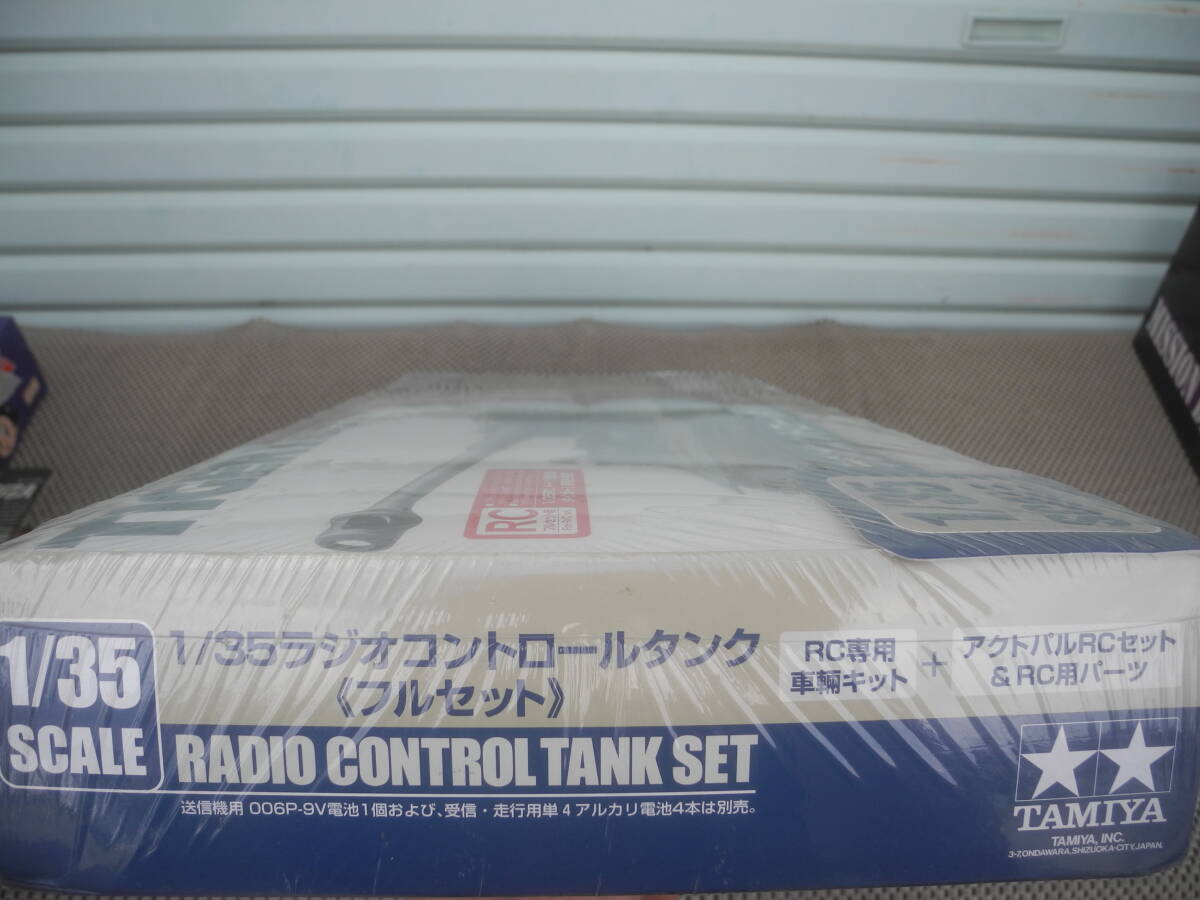 RC
1/35
SCALE
1/35ラジオコントロールタンク
《フルセット》
RC専用
車輛キット
+
アクトパルRCセット
&RC用パーツ
RADIO CONTROL TANK SET
送信機用 006P-9V電池1個および、受信・走行用単4アルカリ電池4本は別売。
TAMIYA
TAMIYA, INC.
3-7,ONDAWARA,SHIZUOKA-CITY,JAPAN.